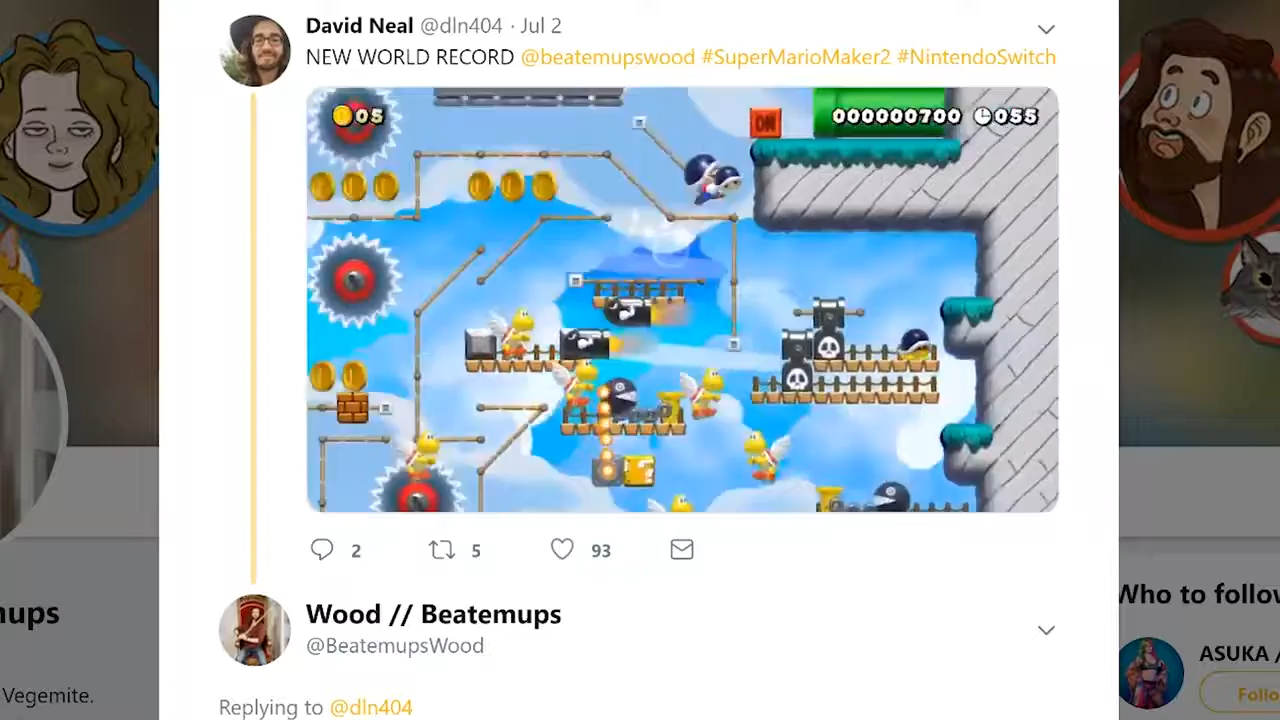 David Neal @dln404 · Jul 2
NEW WORLD RECORD @beatemupswood #SuperMarioMaker2 #NintendoSwitch
05
ON
000000700 055
2 5 93
Wood // Beatemups
@BeatemupsWood
Replying to @dln404
nups
Vegemite.
Who to follow
ASUKA /
Follo